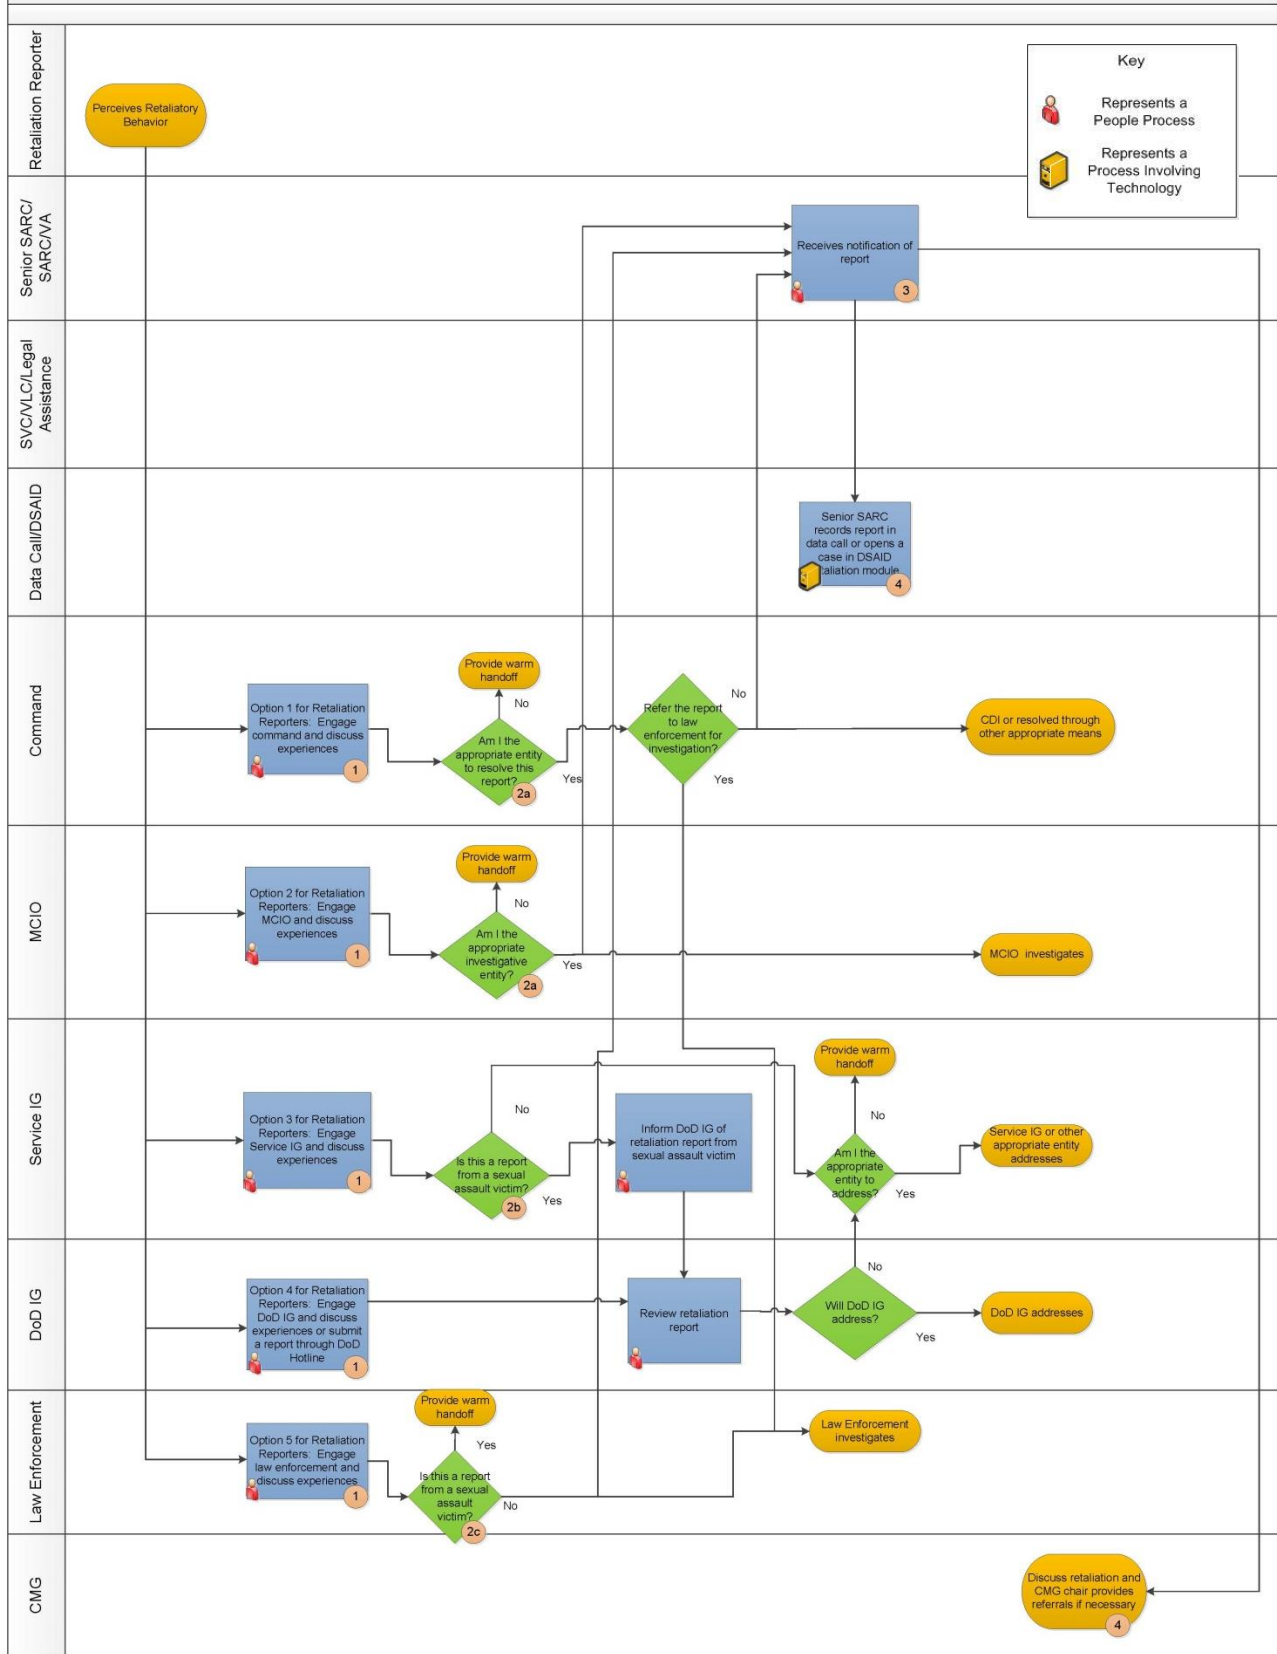 Retaliation Reporter
Perceives Retaliatory
Behavior
Key
Represents a
People Process
Represents a
Process Involving
Technology
Senior SARC/
SARC/VA
Receives notification of
report
3
SVC/VLC/Legal
Assistance
Data Call/DSAID
Senior SARC
records report in
data call or opens a
case in DSAID
taliation module
4
Command
Option 1 for Retaliation
Reporters: Engage
command and discuss
experiences
1
Provide warm
handoff
No
Am I the
appropriate entity
to resolve this
report?
2a
Yes
Refer the report
to law
enforcement for
investigation?
No
Yes
CDI or resolved through
other appropriate means
MCIO
Option 2 for Retaliation
Reporters: Engage
MCIO and discuss
experiences
1
Provide warm
handoff
No
Am I the
appropriate
investigative
entity?
2a
Yes
MCIO investigates
Service IG
Option 3 for Retaliation
Reporters: Engage
Service IG and discuss
experiences
1
No
Is this a report
from a sexual
assault victim?
2b
Yes
Inform DoD IG of
retaliation report from
sexual assault victim
Provide warm
handoff
No
Am I the
appropriate
entity to
address?
Yes
Service IG or other
appropriate entity
addresses
DoD IG
Option 4 for Retaliation
Reporters: Engage
DoD IG and discuss
experiences or submit
a report through DoD
Hotline
1
Review retaliation
report
No
Will DoD IG
address?
Yes
DoD IG addresses
Law Enforcement
Option 5 for Retaliation
Reporters: Engage
law enforcement and
discuss experiences
1
Provide warm
handoff
Yes
Is this a report
from a sexual
assault
victim?
2c
No
Law Enforcement
investigates
CMG
Discuss retaliation and
CMG chair provides
referrals if necessary
4